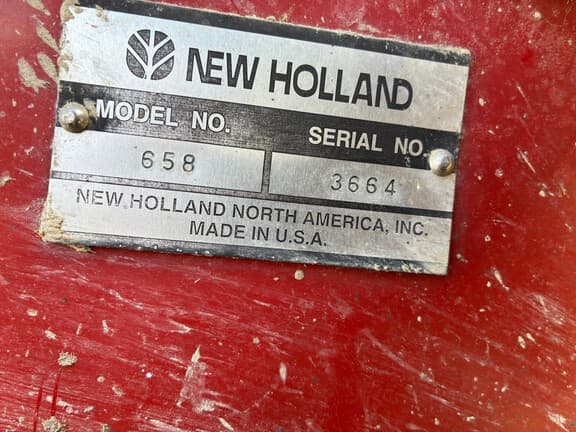 NEW HOLLAND
MODEL NO. SERIAL NO.
658 3664
NEW HOLLAND NORTH AMERICA, INC.
MADE IN U.S.A.